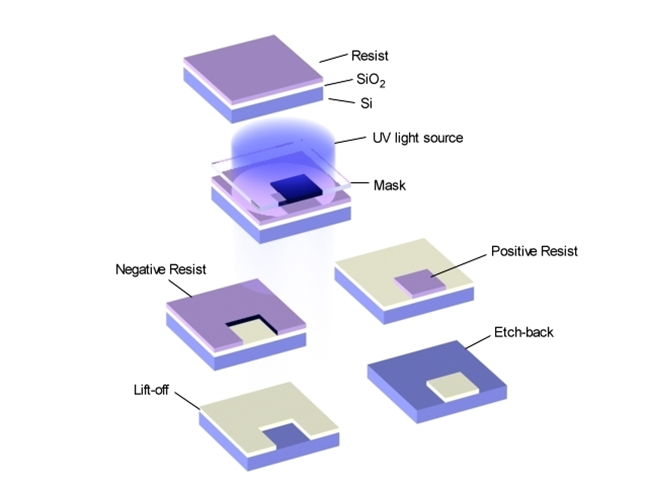 Resist
SiO₂
Si
UV light source
Mask
Positive Resist
Negative Resist
Etch-back
Lift-off